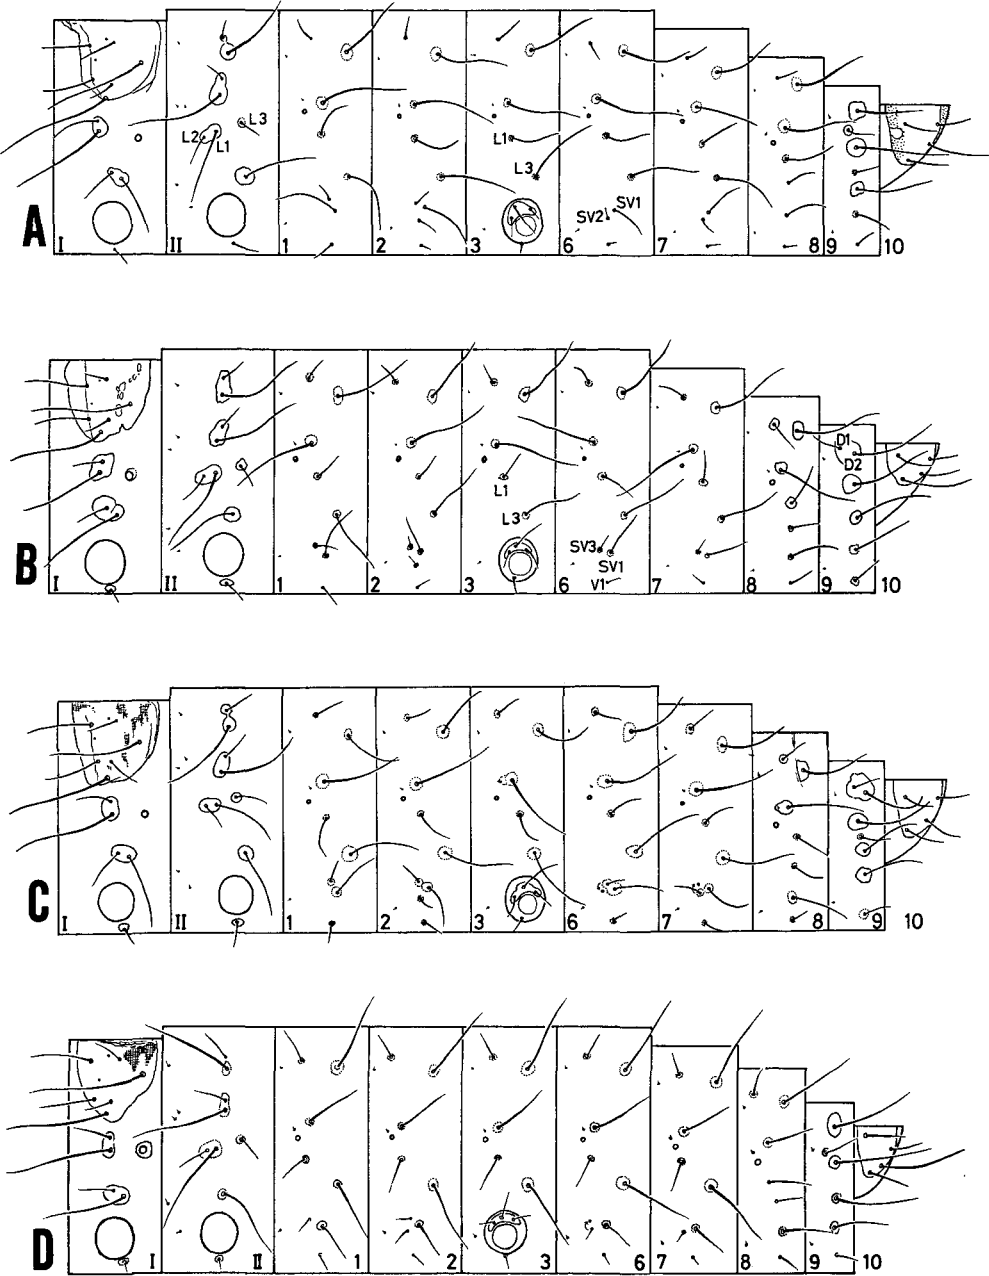 L2 L1 L3
L1
L3
SV2 SV1
A I II 1 2 3 6 7 8 9 10
D1
D2
L1
L3
SV3
SV1
V1
B I II 1 2 3 6 7 8 9 10
C I II 1 2 3 6 7 8 9 10
D I II 1 2 3 6 7 8 9 10